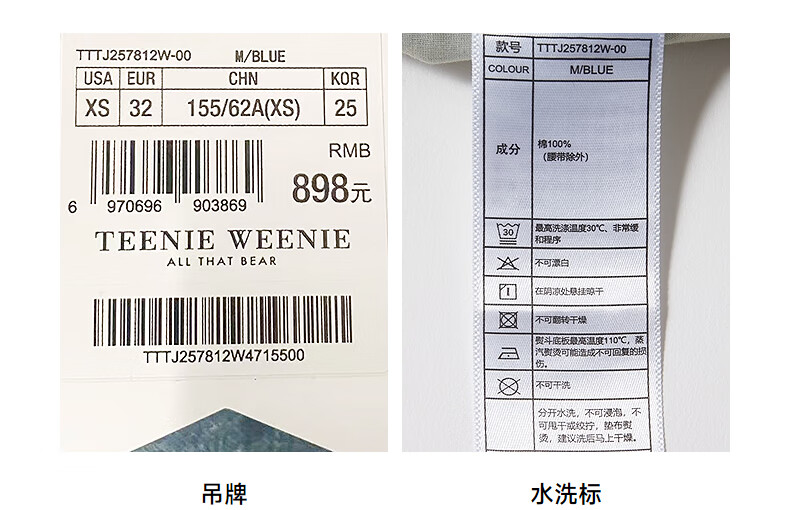 TTTJ257812W-00 M/BLUE
USA EUR CHN KOR
XS 32 155/62A(XS) 25
RMB
898元
6 970696 903869
TEENIE WEENIE
ALL THAT BEAR
TTTJ257812W4715500
吊牌
款号 TTTJ257812W-00
COLOUR M/BLUE
成分 棉100%
（腰带除外）
30 最高洗涤温度30℃、非常缓
和程序
不可漂白
在阴凉处悬挂晾干
不可翻转干燥
熨斗底板最高温度110℃，蒸
汽熨烫可能造成不可回复的损
伤。
不可干洗
分开水洗，不可浸泡，不
可甩干或绞拧，垫布熨
烫，建议洗后马上干燥。
水洗标